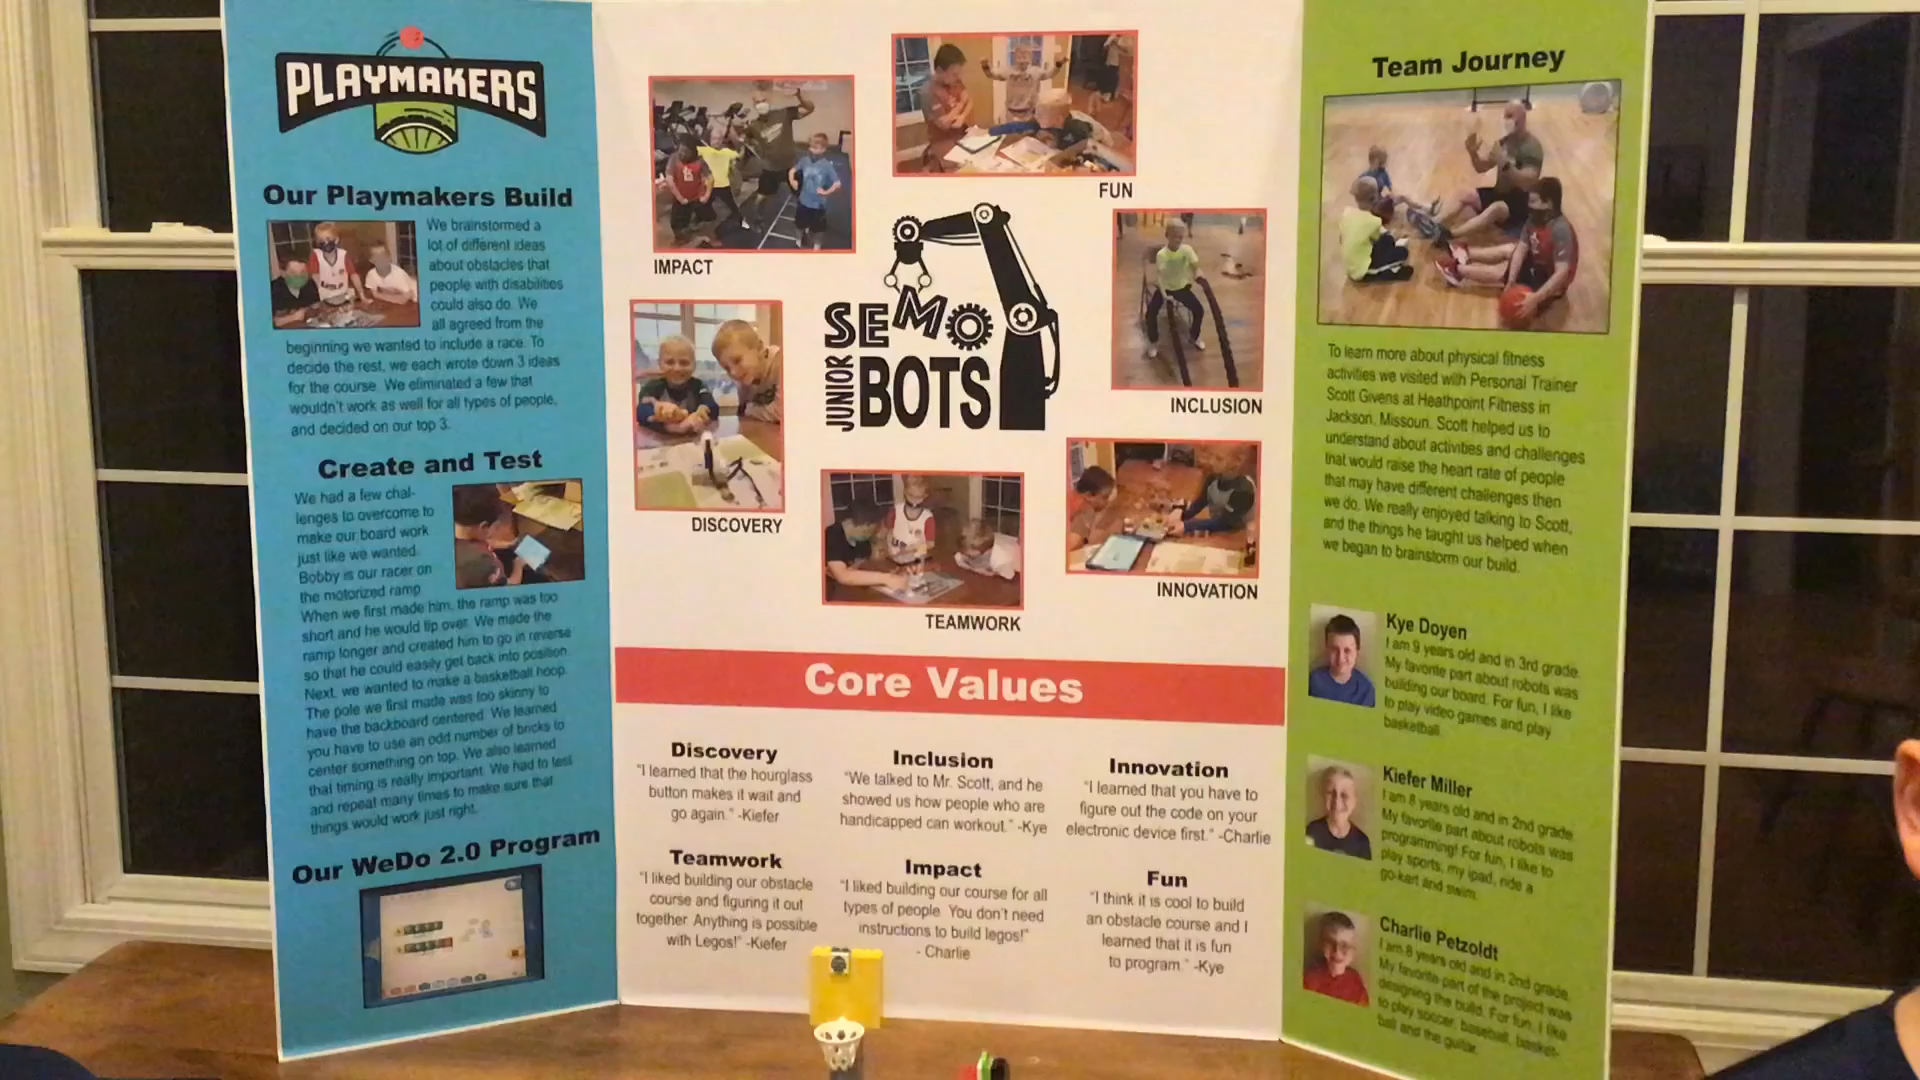 PLAYMAKERS
Our Playmakers Build
We brainstormed a
lot of different ideas
about obstacles that
people with disabilities
could also do. We
all agreed from the
beginning we wanted to include a race. To
decide the rest, we each wrote down 3 ideas
for the course. We eliminated a few that
wouldn't work as well for all types of people,
and decided on our top 3.
Create and Test
We had a few chal-
lenges to overcome to
make our board work
just like we wanted.
Bobby is our racer on
the motorized ramp
When we first made him, the ramp was too
short and he would tip over. We made the
ramp longer and created him to go in reverse
so that he could easily get back into position.
Next, we wanted to make a basketball hoop.
The pole we first made was too skinny to
have the backboard centered. We learned
you have to use an odd number of bricks to
center something on top. We also learned
that timing is really important. We had to test
and repeat many times to make sure that
things would work just right.
Our WeDo 2.0 Program
IMPACT
FUN
DISCOVERY
INCLUSION
TEAMWORK
INNOVATION
SEMO
JUNIOR BOTS
Core Values
Discovery
"I learned that the hourglass
button makes it wait and
go again." -Kiefer
Inclusion
"We talked to Mr. Scott, and he
showed us how people who are
handicapped can workout." -Kye
Innovation
"I learned that you have to
figure out the code on your
electronic device first." -Charlie
Teamwork
"I liked building our obstacle
course and figuring it out
together. Anything is possible
with Legos!" -Kiefer
Impact
"I liked building our course for all
types of people. You don't need
instructions to build legos!"
- Charlie
Fun
"I think it is cool to build
an obstacle course and I
learned that it is fun
to program." -Kye
Team Journey
To learn more about physical fitness
activities we visited with Personal Trainer
Scott Givens at Heathpoint Fitness in
Jackson, Missouri. Scott helped us to
understand about activities and challenges
that would raise the heart rate of people
that may have different challenges then
we do. We really enjoyed talking to Scott,
and the things he taught us helped when
we began to brainstorm our build.
Kye Doyen
I am 9 years old and in 3rd grade.
My favorite part about robots was
building our board. For fun, I like
to play video games and play
basketball.
Kiefer Miller
I am 8 years old and in 2nd grade.
My favorite part about robots was
programming! For fun, I like to
play sports, my ipad, ride a
go-kart and swim.
Charlie Petzoldt
I am 8 years old and in 2nd grade.
My favorite part of the project was
designing the build. For fun, I like
to play soccer, baseball, basket-
ball and the guitar.